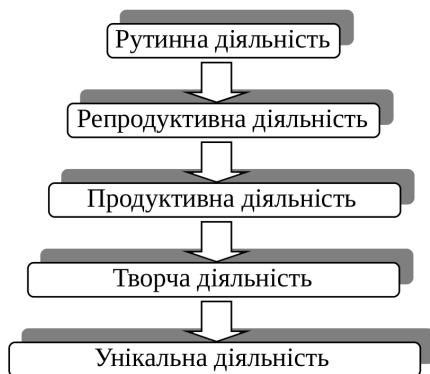 Рутинна діяльність
Репродуктивна діяльність
Продуктивна діяльність
Творча діяльність
Унікальна діяльність